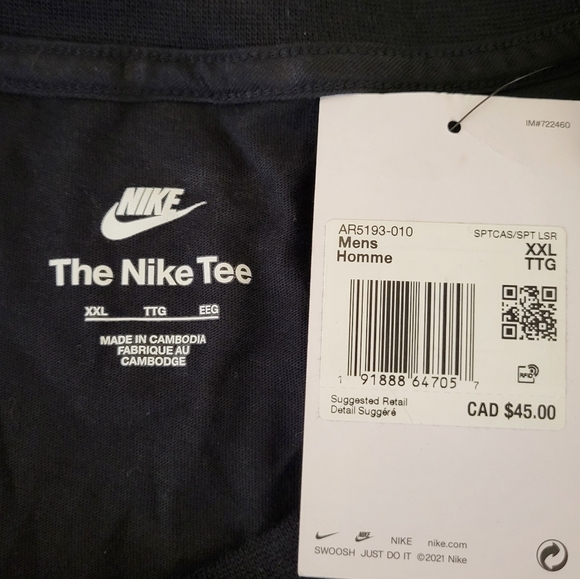 NIKE
The Nike Tee
XXL TTG EEG
MADE IN CAMBODIA
FABRIQUE AU
CAMBODGE
IM#722460
AR5193-010 SPTCAS/SPT LSR
Mens XXL
Homme TTG
RFID
1 91888 64705 7
Suggested Retail
Detail Suggéré CAD $45.00
NIKE NIKE nike.com
SWOOSH JUST DO IT ©2021 Nike